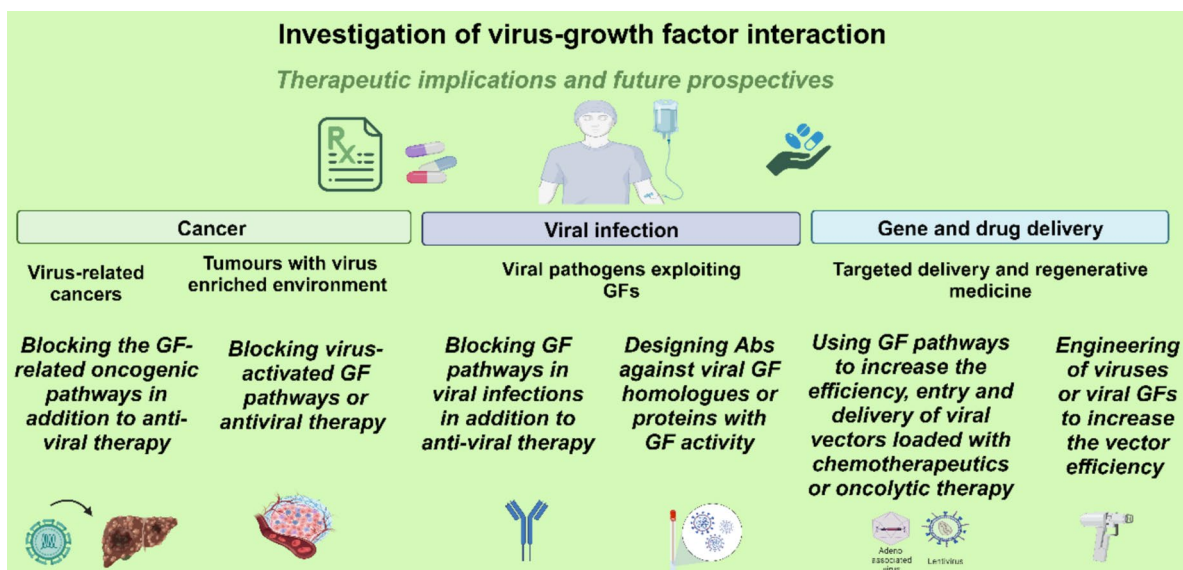 Investigation of virus-growth factor interaction
Therapeutic implications and future prospectives
Rx
Cancer
Viral infection
Gene and drug delivery
Virus-related
cancers
Tumours with virus
enriched environment
Viral pathogens exploiting
GFs
Targeted delivery and regenerative
medicine
Blocking the GF-
related oncogenic
pathways in
addition to anti-
viral therapy
Blocking virus-
activated GF
pathways or
antiviral therapy
Blocking GF
pathways in
viral infections
in addition to
anti-viral therapy
Designing Abs
against viral GF
homologues or
proteins with
GF activity
Using GF pathways
to increase the
efficiency, entry and
delivery of viral
vectors loaded with
chemotherapeutics
or oncolytic therapy
Engineering
of viruses
or viral GFs
to increase
the vector
efficiency
Adeno
associated
virus
Lentivirus